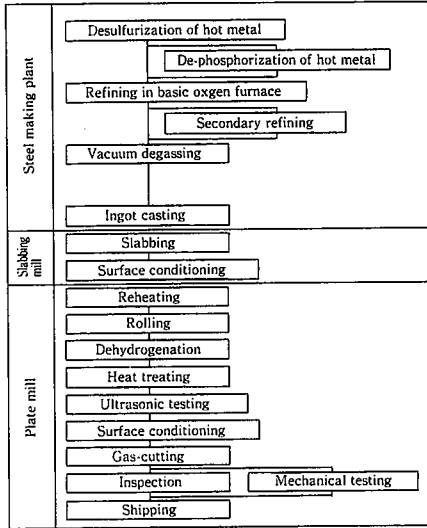 Steel making plant
Desulfurization of hot metal
De-phosphorization of hot metal
Refining in basic oxgen furnace
Secondary refining
Vacuum degassing
Ingot casting
Slabbing mill
Slabbing
Surface conditioning
Plate mill
Reheating
Rolling
Dehydrogenation
Heat treating
Ultrasonic testing
Surface conditioning
Gas-cutting
Inspection
Mechanical testing
Shipping